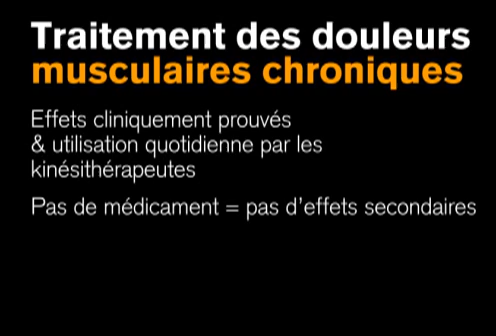 Traitement des douleurs
musculaires chroniques
Effets cliniquement prouvés
& utilisation quotidienne par les
kinésithérapeutes
Pas de médicament = pas d'effets secondaires